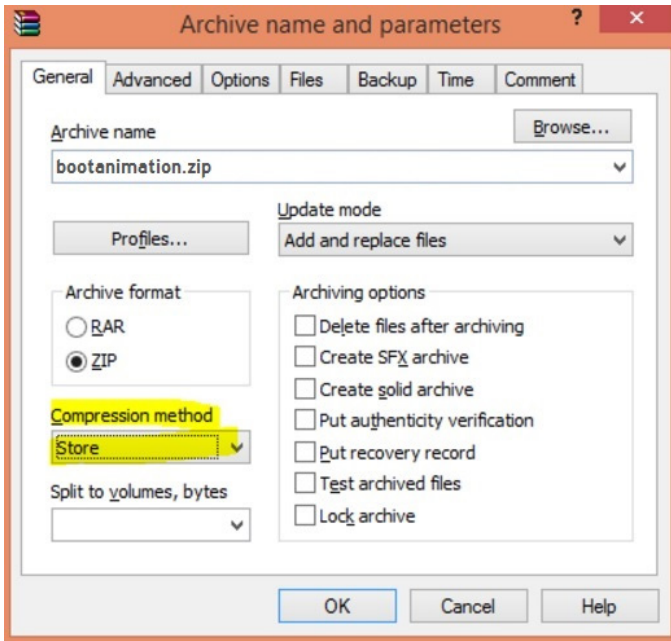 Archive name and parameters
? ×
General Advanced Options Files Backup Time Comment
Archive name
Browse...
bootanimation.zip
Update mode
Profiles...
Add and replace files
Archive format
RAR
ZIP
Compression method
Store
Split to volumes, bytes
Archiving options
Delete files after archiving
Create SFX archive
Create solid archive
Put authenticity verification
Put recovery record
Test archived files
Lock archive
OK Cancel Help